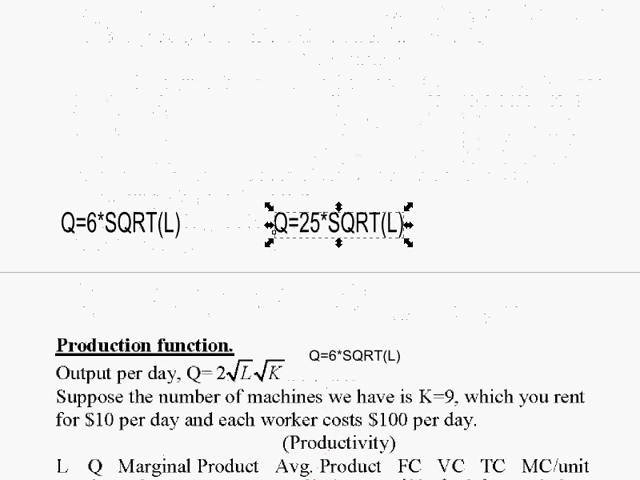 Q=6*SQRT(L) Q=25*SQRT(L)
Production function.
Q=6*SQRT(L)
Output per day, Q= 2√L√K
Suppose the number of machines we have is K=9, which you rent
for $10 per day and each worker costs $100 per day.
(Productivity)
L Q Marginal Product Avg. Product FC VC TC MC/unit